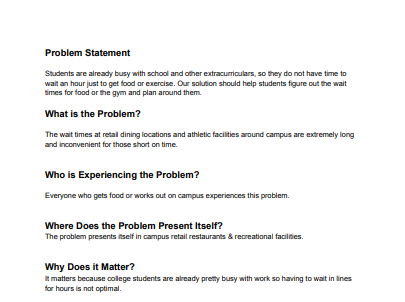 Problem Statement
Students are already busy with school and other extracurriculars, so they do not have time to
wait an hour just to get food or exercise. Our solution should help students figure out the wait
times for food or the gym and plan around them.
What is the Problem?
The wait times at retail dining locations and athletic facilities around campus are extremely long
and inconvenient for those short on time.
Who is Experiencing the Problem?
Everyone who gets food or works out on campus experiences this problem.
Where Does the Problem Present Itself?
The problem presents itself in campus retail restaurants & recreational facilities.
Why Does it Matter?
It matters because college students are already pretty busy with work so having to wait in lines
for hours is not optimal.